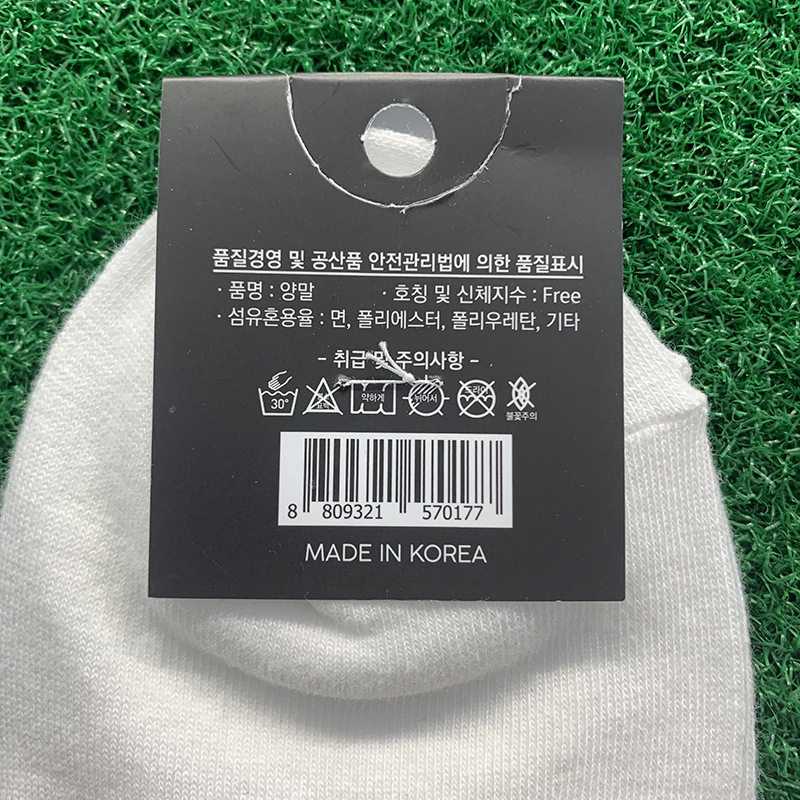 품질경영 및 공산품 안전관리법에 의한 품질표시
· 품명 : 양말 · 호칭 및 신체지수 : Free
· 섬유혼용율 : 면, 폴리에스터, 폴리우레탄, 기타
- 취급 및 주의사항 -
30° 표백 약하게 뉘어서 드라이
불꽃주의
8 809321 570177
MADE IN KOREA